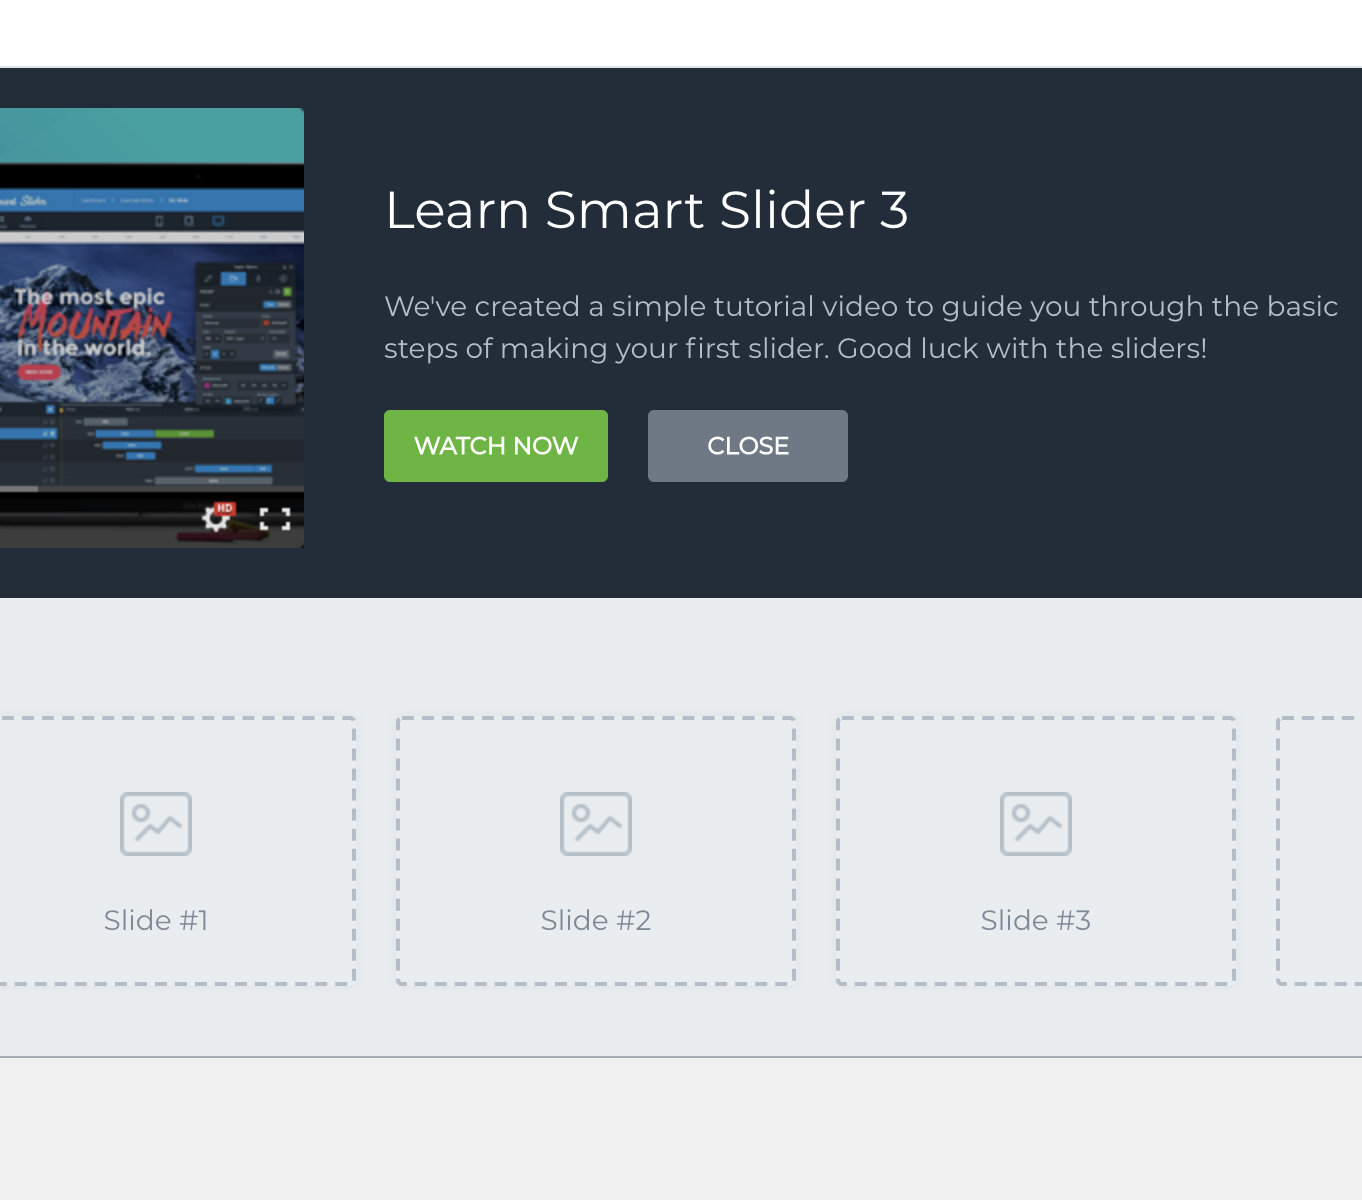 Learn Smart Slider 3
We've created a simple tutorial video to guide you through the basic
steps of making your first slider. Good luck with the sliders!
WATCH NOW
CLOSE
The most epic
MOUNTAIN
in the world.
HD
Slide #1
Slide #2
Slide #3